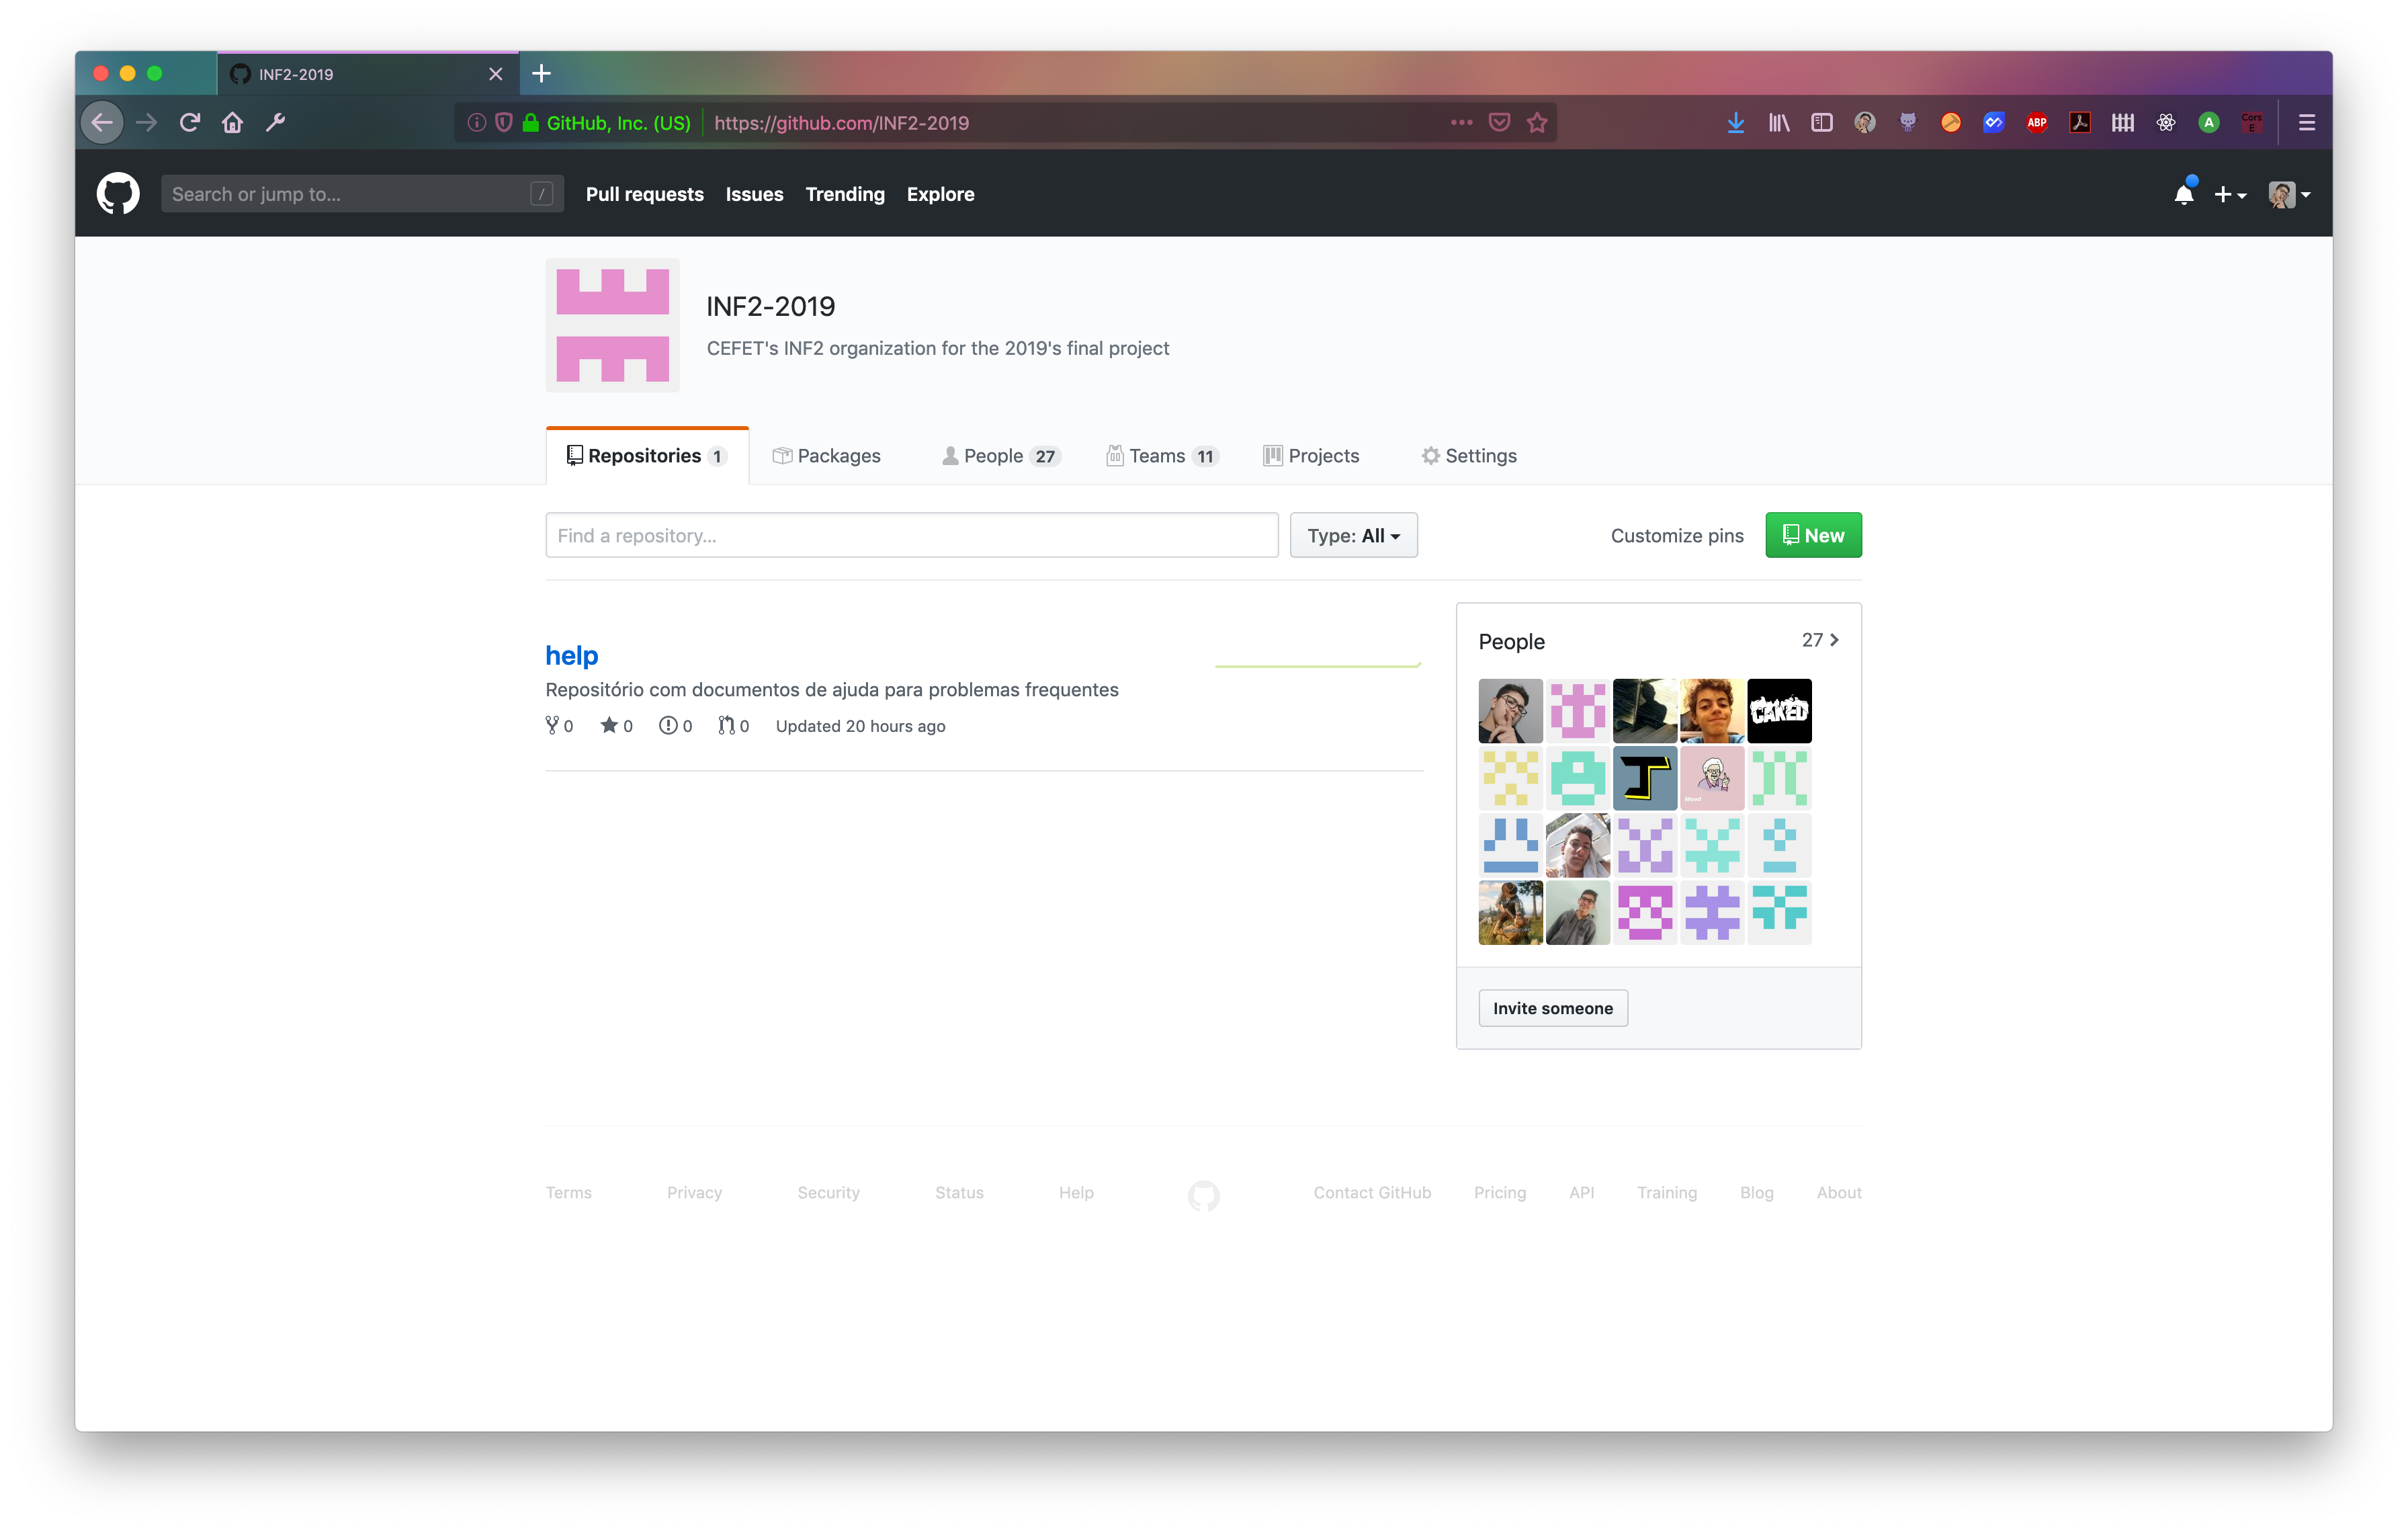 INF2-2019
GitHub, Inc. (US) https://github.com/INF2-2019
ABP
A
Cors
E
Search or jump to... /
Pull requests Issues Trending Explore
INF2-2019
CEFET's INF2 organization for the 2019's final project
Repositories 1 Packages People 27 Teams 11 Projects Settings
Find a repository... Type: All Customize pins New
help
Repositório com documentos de ajuda para problemas frequentes
0 0 0 0 Updated 20 hours ago
People 27
CAKED
Mood
Invite someone
Terms Privacy Security Status Help Contact GitHub Pricing API Training Blog About